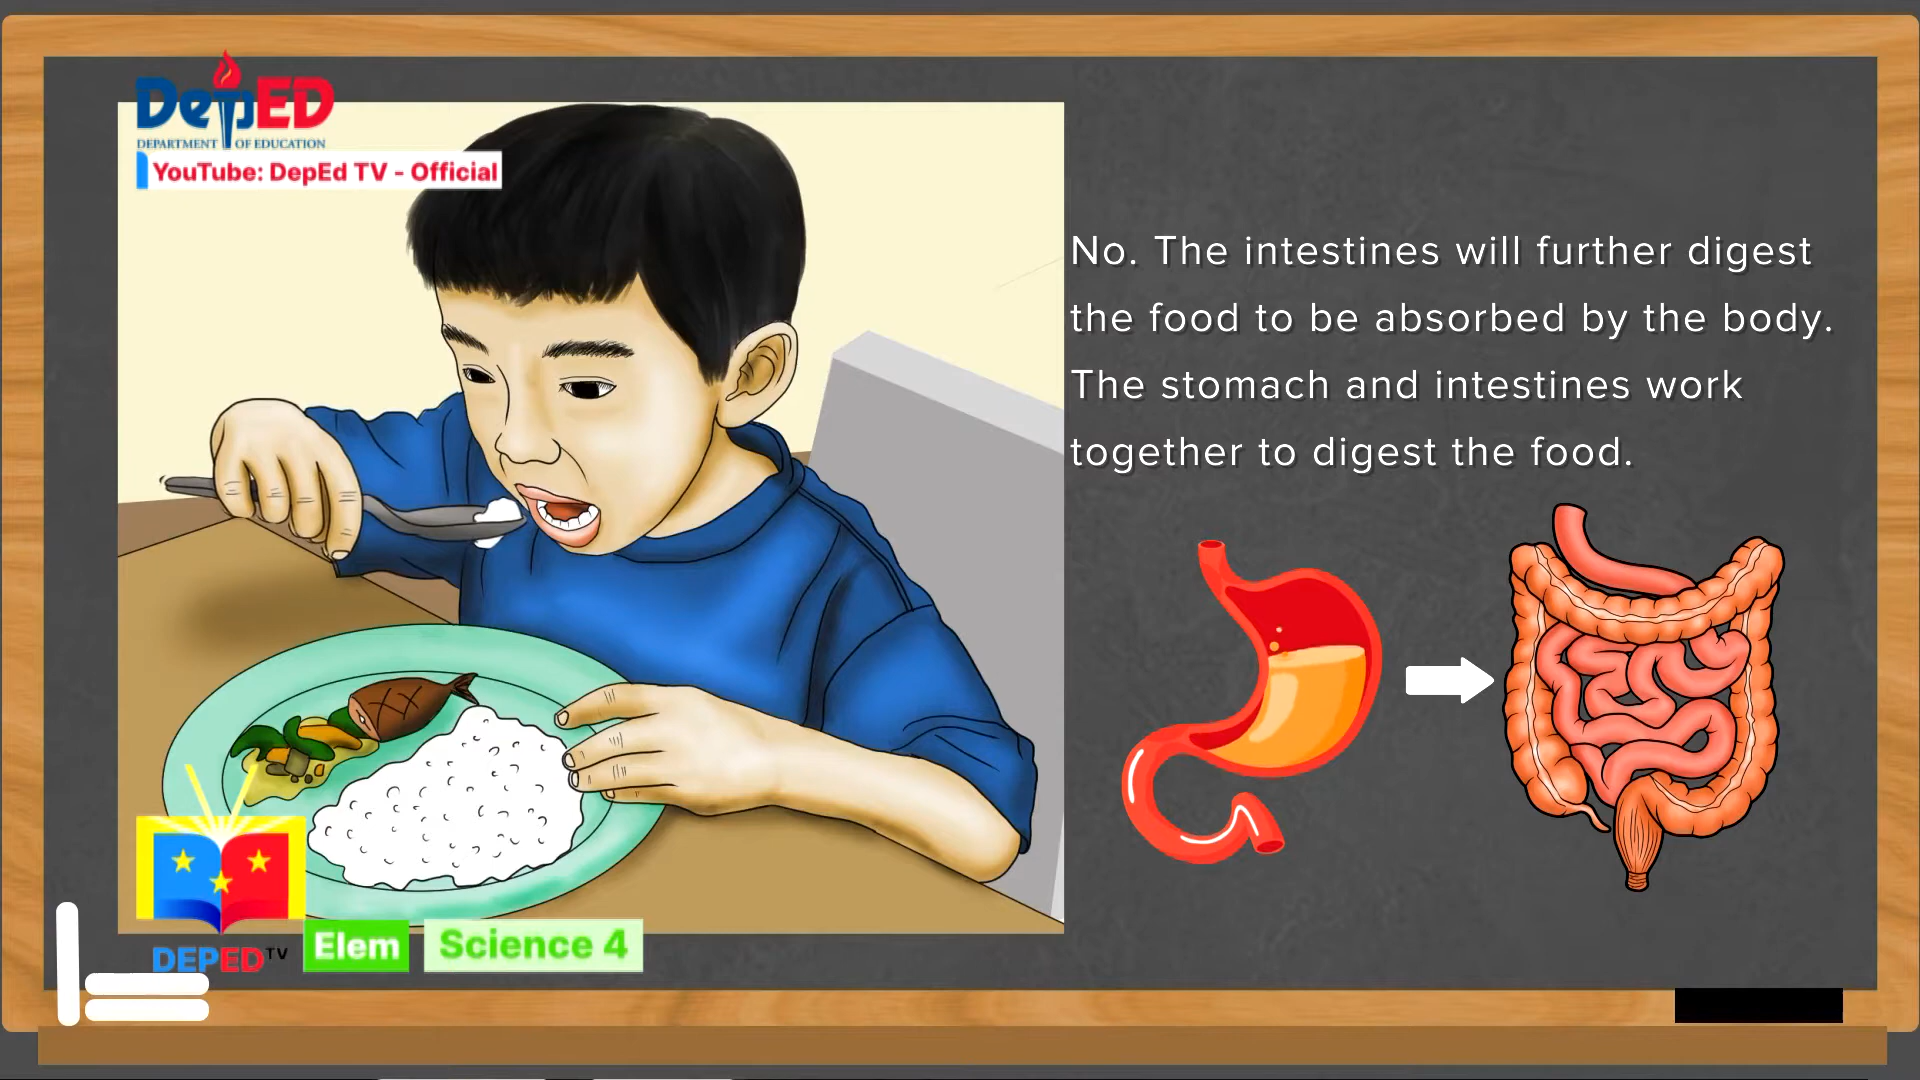 DepED
DEPARTMENT OF EDUCATION
YouTube: DepEd TV - Official
No. The intestines will further digest
the food to be absorbed by the body.
The stomach and intestines work
together to digest the food.
DEPED TV
Elem
Science 4